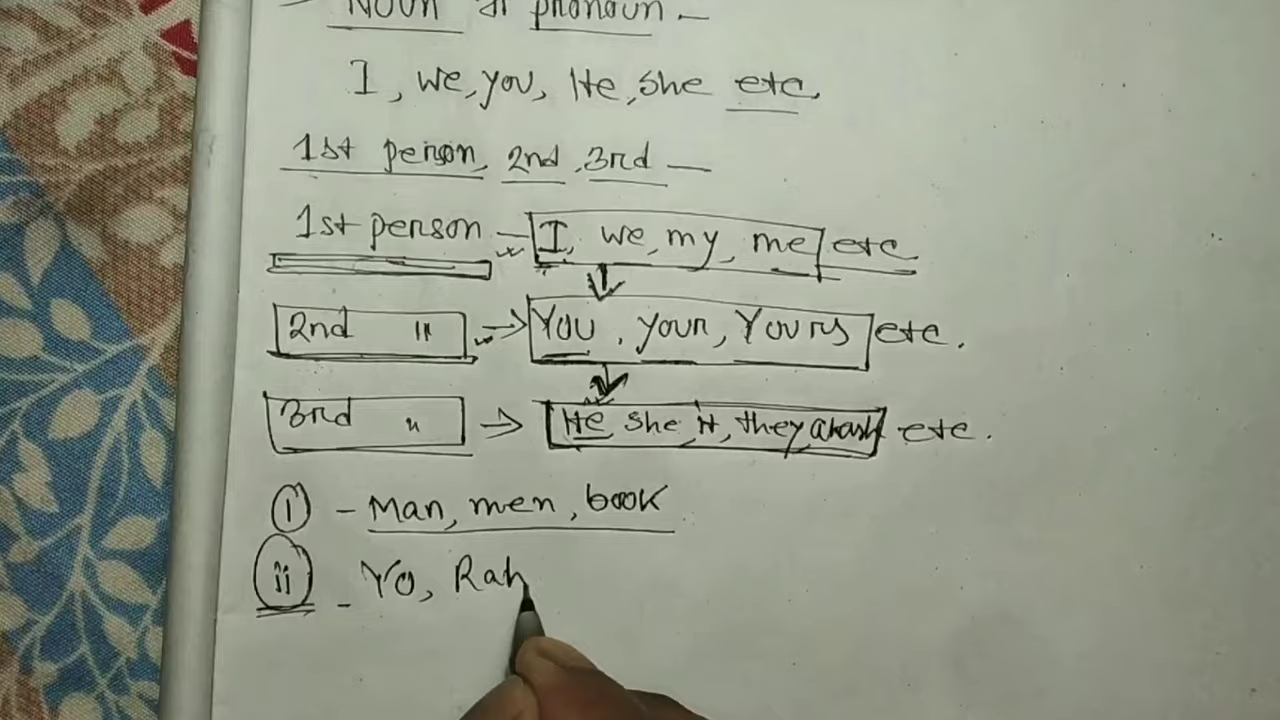 Noun বা pronoun —
I, we, you, He, she etc.
1st person, 2nd, 3rd —
1st person - I, we, my, me etc
2nd " → You, your, Yours etc.
3rd " → He, she, it, they, akash etc.
(i) - Man, men, book
(ii) - Yo, Rah